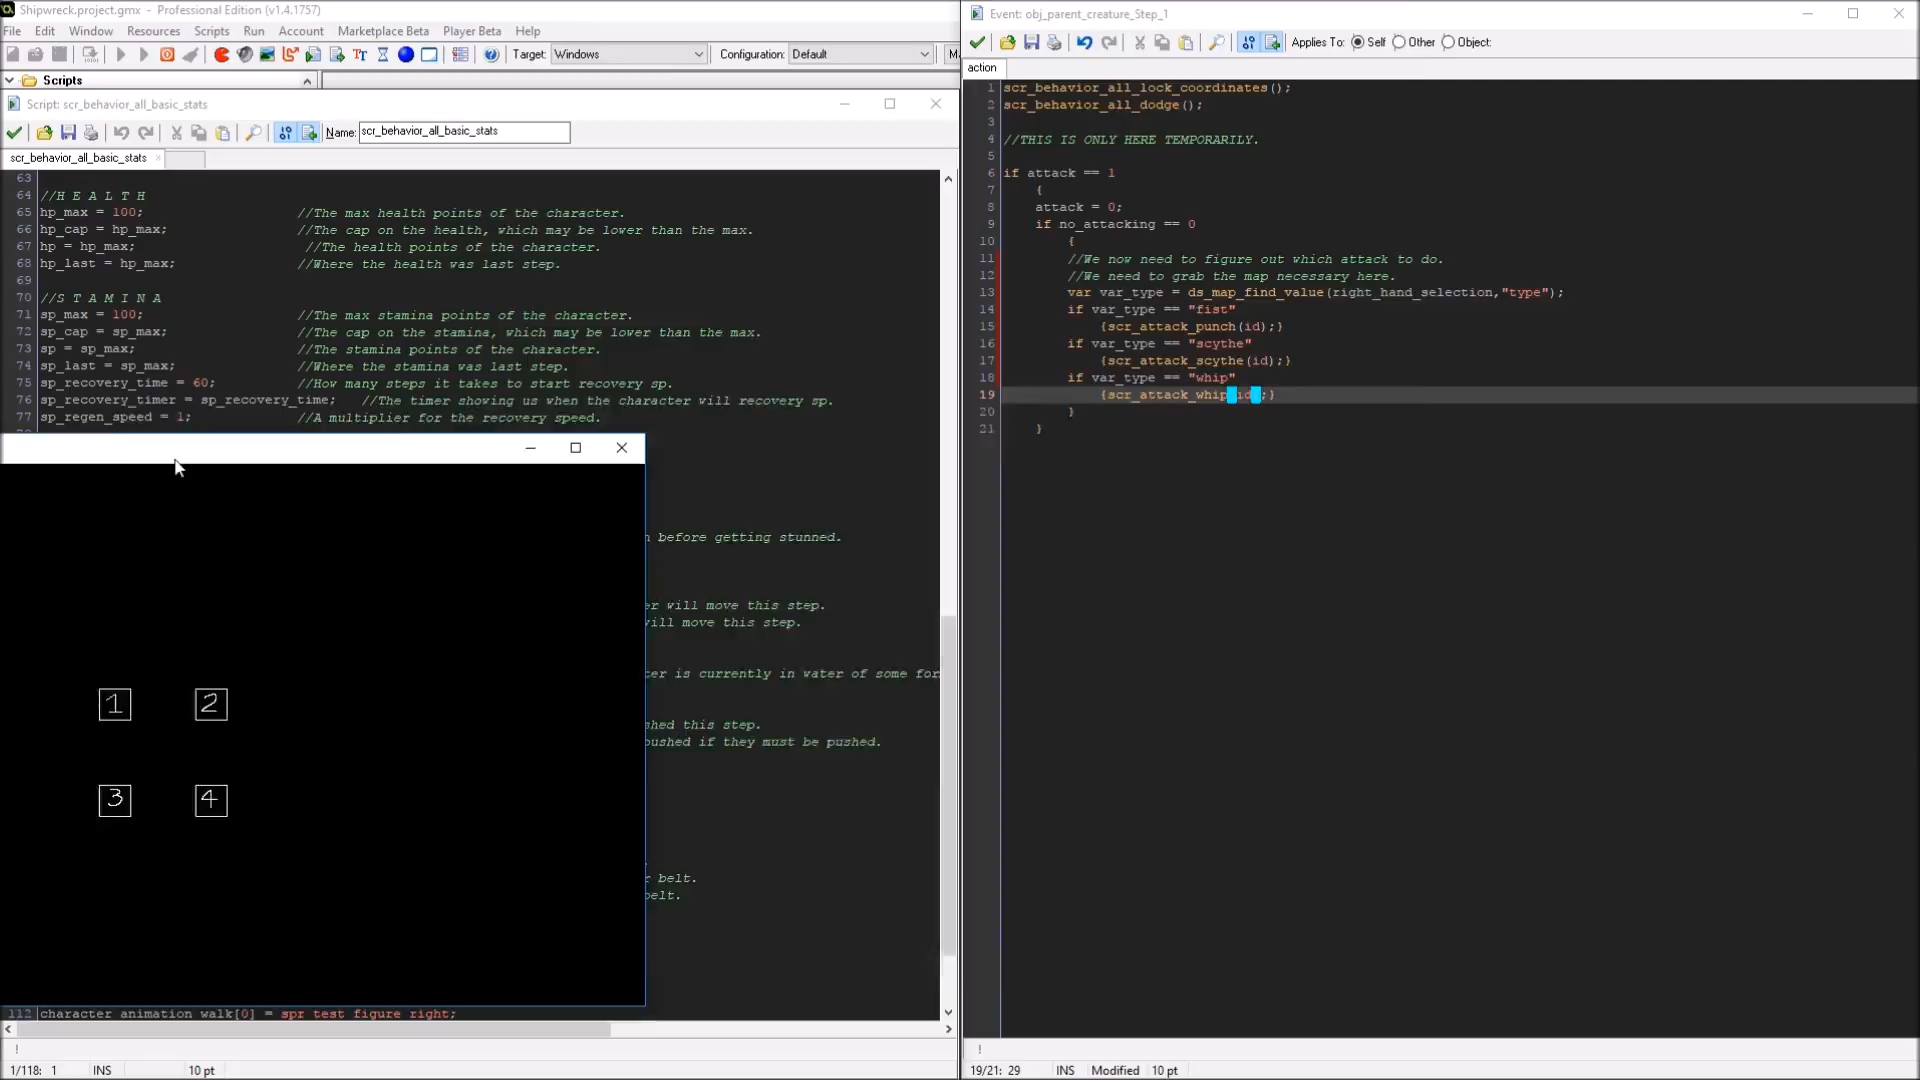 Shipwreck.project.gmx - Professional Edition (v1.4.1757)
File Edit Window Resources Scripts Run Account Marketplace Beta Player Beta Help
Target: Windows Configuration: Default
Scripts
Script: scr_behavior_all_basic_stats
Name: scr_behavior_all_basic_stats
scr_behavior_all_basic_stats
63
64 //H E A L T H
65 hp_max = 100; //The max health points of the character.
66 hp_cap = hp_max; //The cap on the health, which may be lower than the max.
67 hp = hp_max; //The health points of the character.
68 hp_last = hp_max; //Where the health was last step.
69
70 //S T A M I N A
71 sp_max = 100; //The max stamina points of the character.
72 sp_cap = sp_max; //The cap on the stamina, which may be lower than the max.
73 sp = sp_max; //The stamina points of the character.
74 sp_last = sp_max; //Where the stamina was last step.
75 sp_recovery_time = 60; //How many steps it takes to start recovery sp.
76 sp_recovery_timer = sp_recovery_time; //The timer showing us when the character will recovery sp.
77 sp_regen_speed = 1; //A multiplier for the recovery speed.
before getting stunned.
er will move this step.
will move this step.
ter is currently in water of some for
shed this step.
pushed if they must be pushed.
r belt.
belt.
1 2
3 4
112 character_animation_walk[0] = spr_test_figure_right;
!
1/118: 1 INS 10 pt
Event: obj_parent_creature_Step_1
Applies To: Self Other Object:
action
1 scr_behavior_all_lock_coordinates();
2 scr_behavior_all_dodge();
3
4 //THIS IS ONLY HERE TEMPORARILY.
5
6 if attack == 1
7 {
8 attack = 0;
9 if no_attacking == 0
10 {
11 //We now need to figure out which attack to do.
12 //We need to grab the map necessary here.
13 var var_type = ds_map_find_value(right_hand_selection,"type");
14 if var_type == "fist"
15 {scr_attack_punch(id);}
16 if var_type == "scythe"
17 {scr_attack_scythe(id);}
18 if var_type == "whip"
19 {scr_attack_whip(id);}
20 }
21 }
!
19/21: 29 INS Modified 10 pt